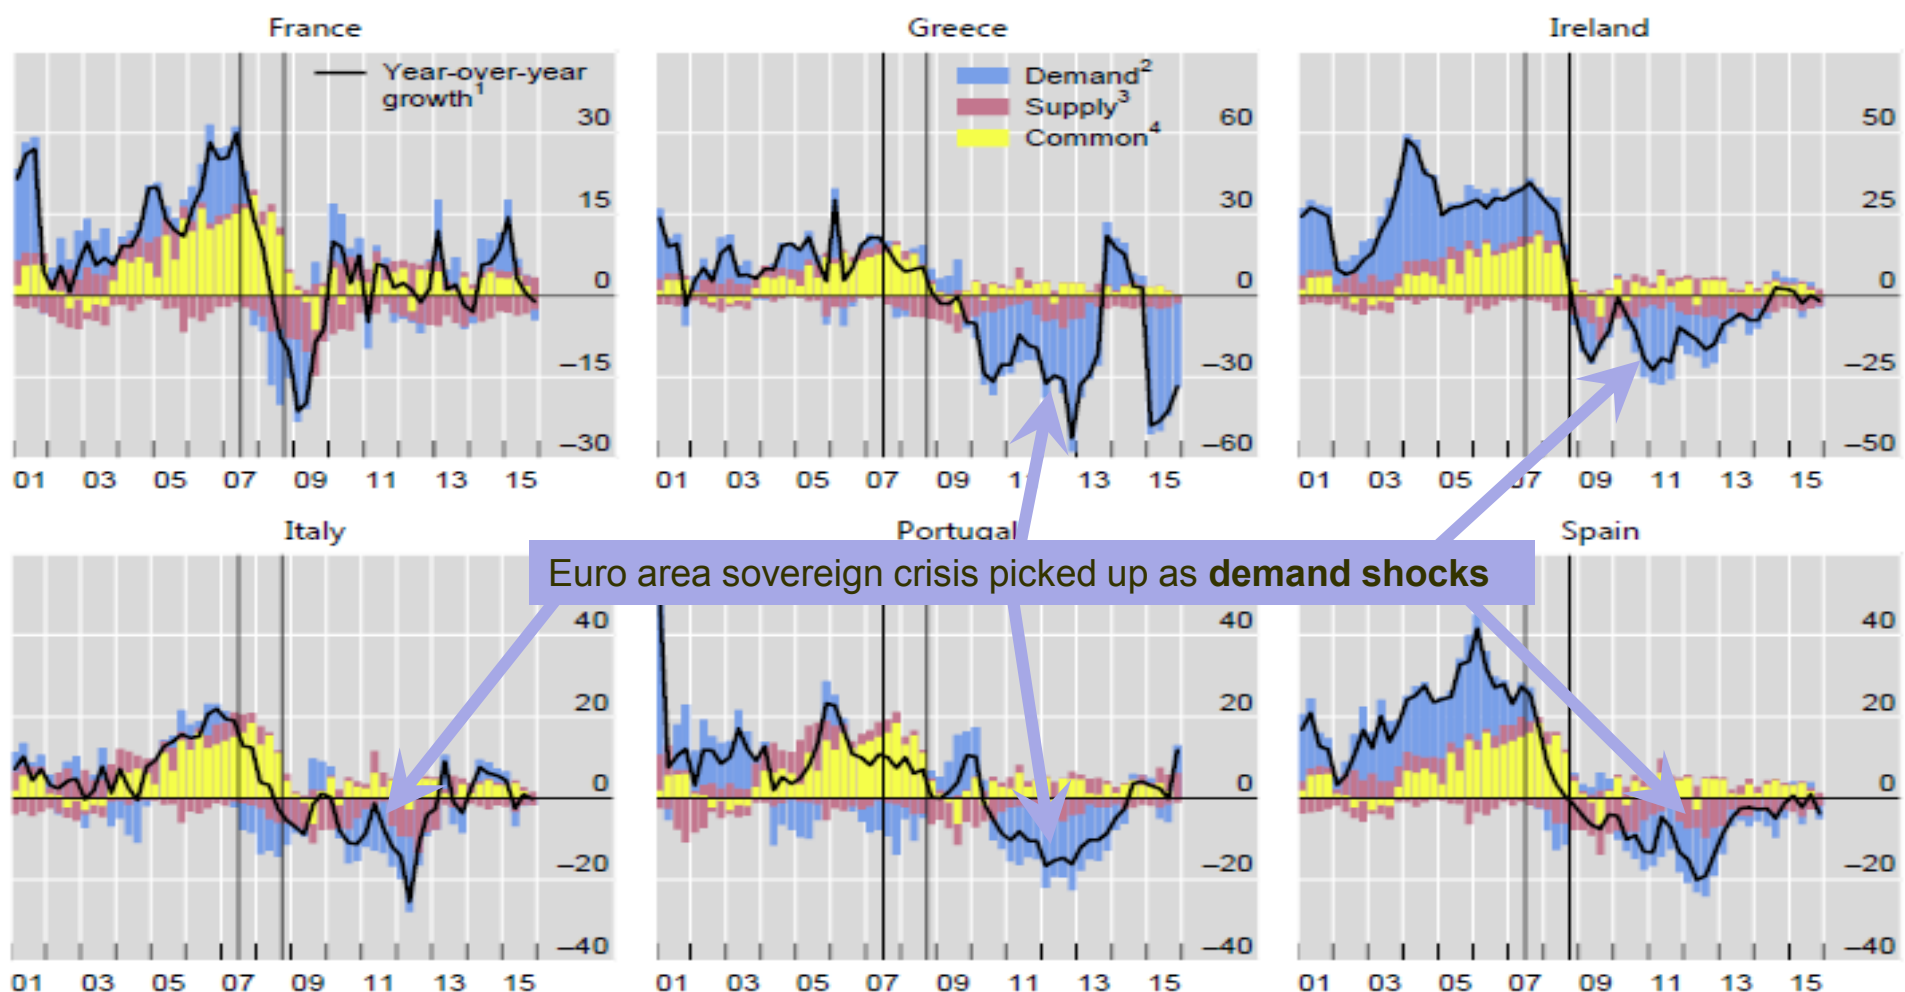 France
Greece
Ireland
Year-over-year
growth1
Demand2
Supply3
Common4
30
15
0
−15
−30
60
30
0
−30
−60
50
25
0
−25
−50
01 03 05 07 09 11 13 15
01 03 05 07 09 11 13 15
01 03 05 07 09 11 13 15
Italy
Portugal
Spain
Euro area sovereign crisis picked up as demand shocks
40
20
0
−20
−40
40
20
0
−20
−40
40
20
0
−20
−40
01 03 05 07 09 11 13 15
01 03 05 07 09 11 13 15
01 03 05 07 09 11 13 15